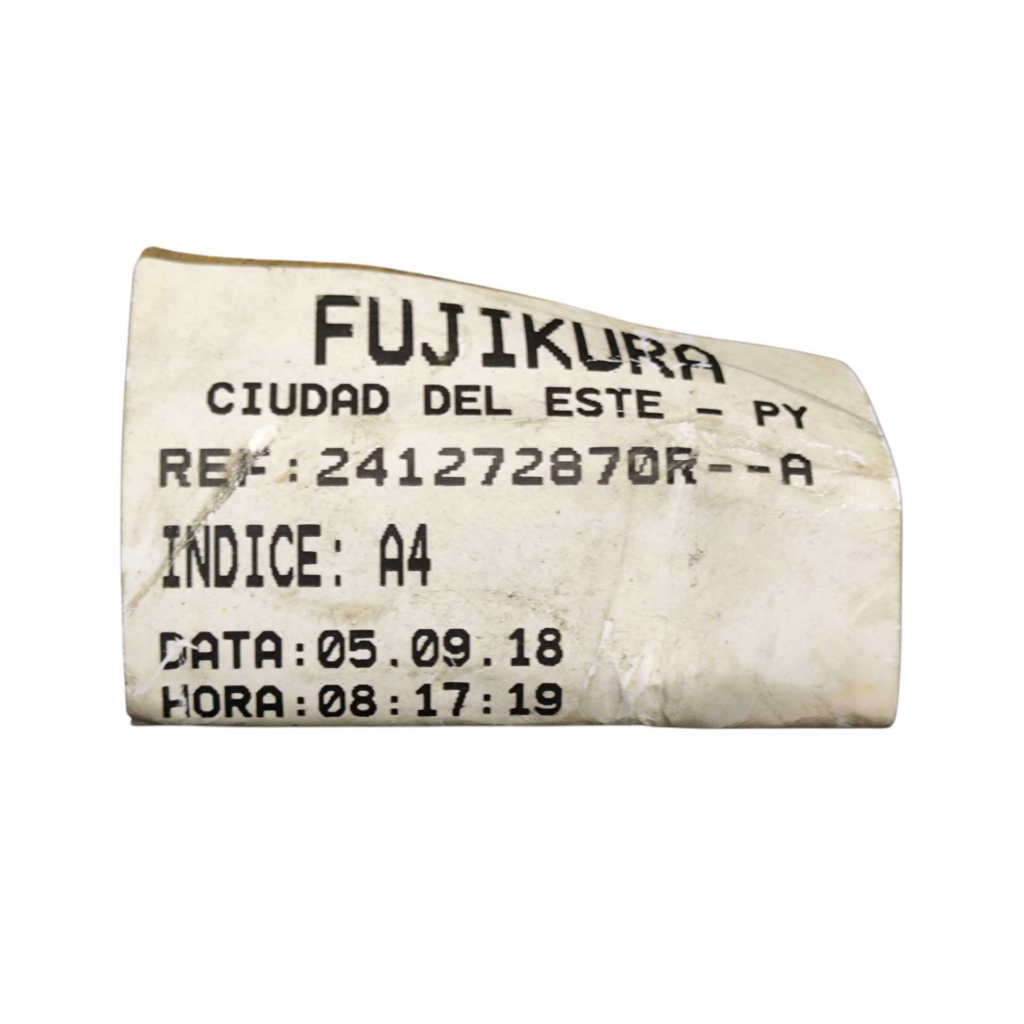 FUJIKURA
CIUDAD DEL ESTE - PY
REF:241272870R--A
INDICE: A4
DATA:05.09.18
HORA:08:17:19